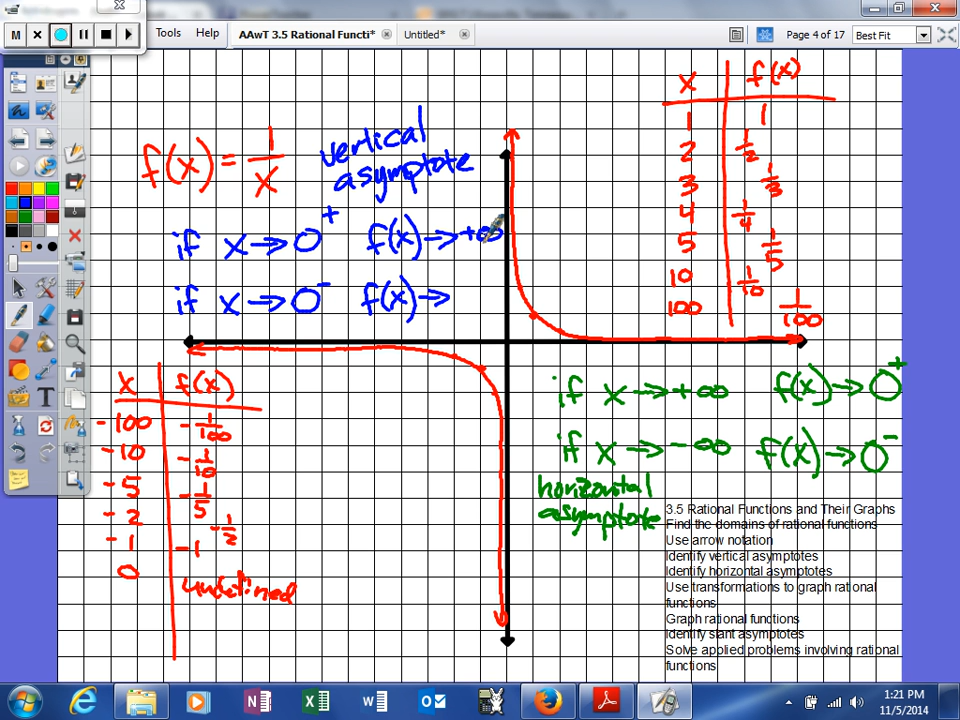 M
Tools Help AAwT 3.5 Rational Functi* Untitled* Page 4 of 17 Best Fit
f(x) = 1/x
vertical
asymptote
if x → 0⁺ f(x) → +∞
if x → 0⁻ f(x) →
x f(x)
1 1
2 1/2
3 1/3
4 1/4
5 1/5
10 1/10
100 1/100
x f(x)
-100 -1/100
-10 -1/10
-5 -1/5
-2 -1/2
-1 -1
0 undefined
if x → +∞ f(x) → 0⁺
if x → -∞ f(x) → 0⁻
horizontal
asymptote
3.5 Rational Functions and Their Graphs
Find the domains of rational functions
Use arrow notation
Identify vertical asymptotes
Identify horizontal asymptotes
Use transformations to graph rational
functions
Graph rational functions
Identify slant asymptotes
Solve applied problems involving rational
functions
1:21 PM
11/5/2014